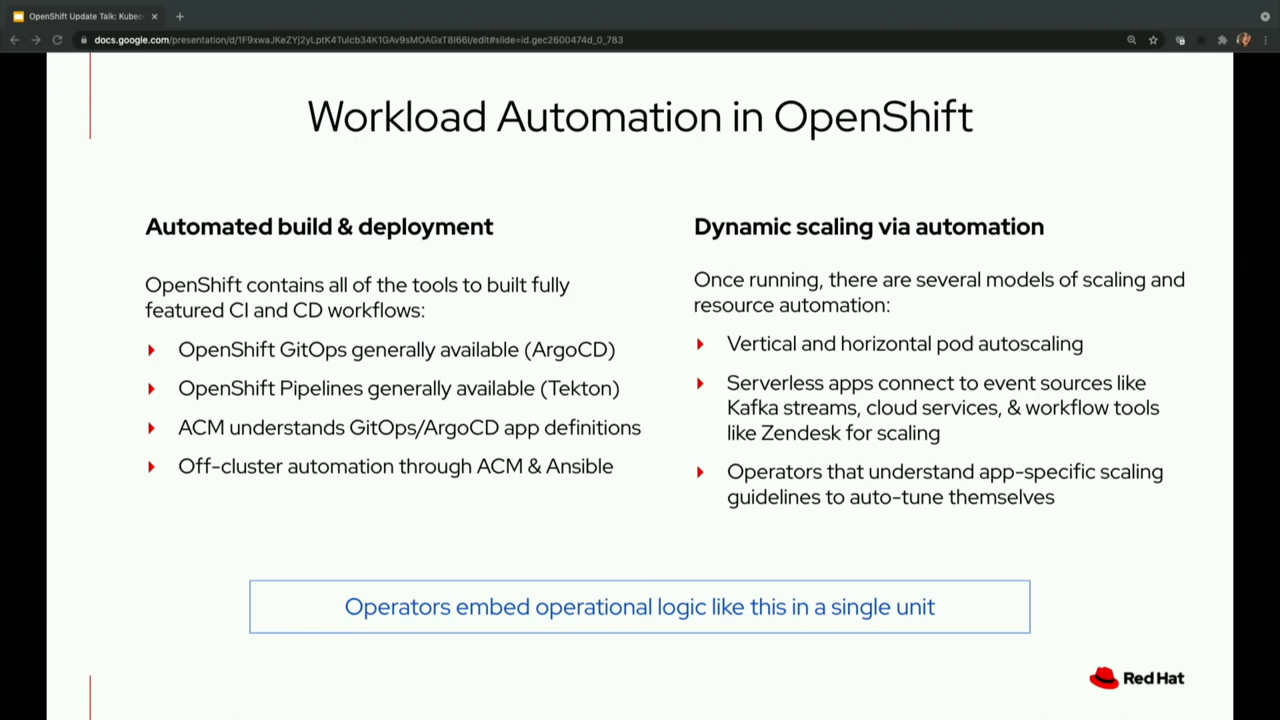 OpenShift Update Talk: Kubec
docs.google.com/presentation/d/1F9xwaJKeZYj2yLptK4Tulcb34K1GAv9sMOAGxT8I66I/edit#slide=id.gec2600474d_0_783
Workload Automation in OpenShift
Automated build & deployment
OpenShift contains all of the tools to built fully
featured CI and CD workflows:
OpenShift GitOps generally available (ArgoCD)
OpenShift Pipelines generally available (Tekton)
ACM understands GitOps/ArgoCD app definitions
Off-cluster automation through ACM & Ansible
Dynamic scaling via automation
Once running, there are several models of scaling and
resource automation:
Vertical and horizontal pod autoscaling
Serverless apps connect to event sources like
Kafka streams, cloud services, & workflow tools
like Zendesk for scaling
Operators that understand app-specific scaling
guidelines to auto-tune themselves
Operators embed operational logic like this in a single unit
Red Hat